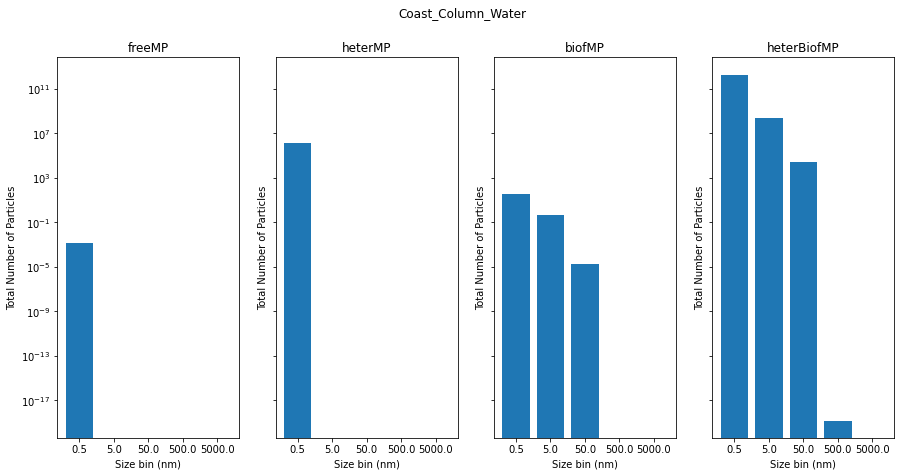 Coast_Column_Water
freeMP
heterMP
biofMP
heterBiofMP
Total Number of Particles
10^11
10^7
10^3
10^-1
10^-5
10^-9
10^-13
10^-17
0.5 5.0 50.0 500.0 5000.0
Size bin (nm)
Total Number of Particles
0.5 5.0 50.0 500.0 5000.0
Size bin (nm)
Total Number of Particles
0.5 5.0 50.0 500.0 5000.0
Size bin (nm)
Total Number of Particles
0.5 5.0 50.0 500.0 5000.0
Size bin (nm)